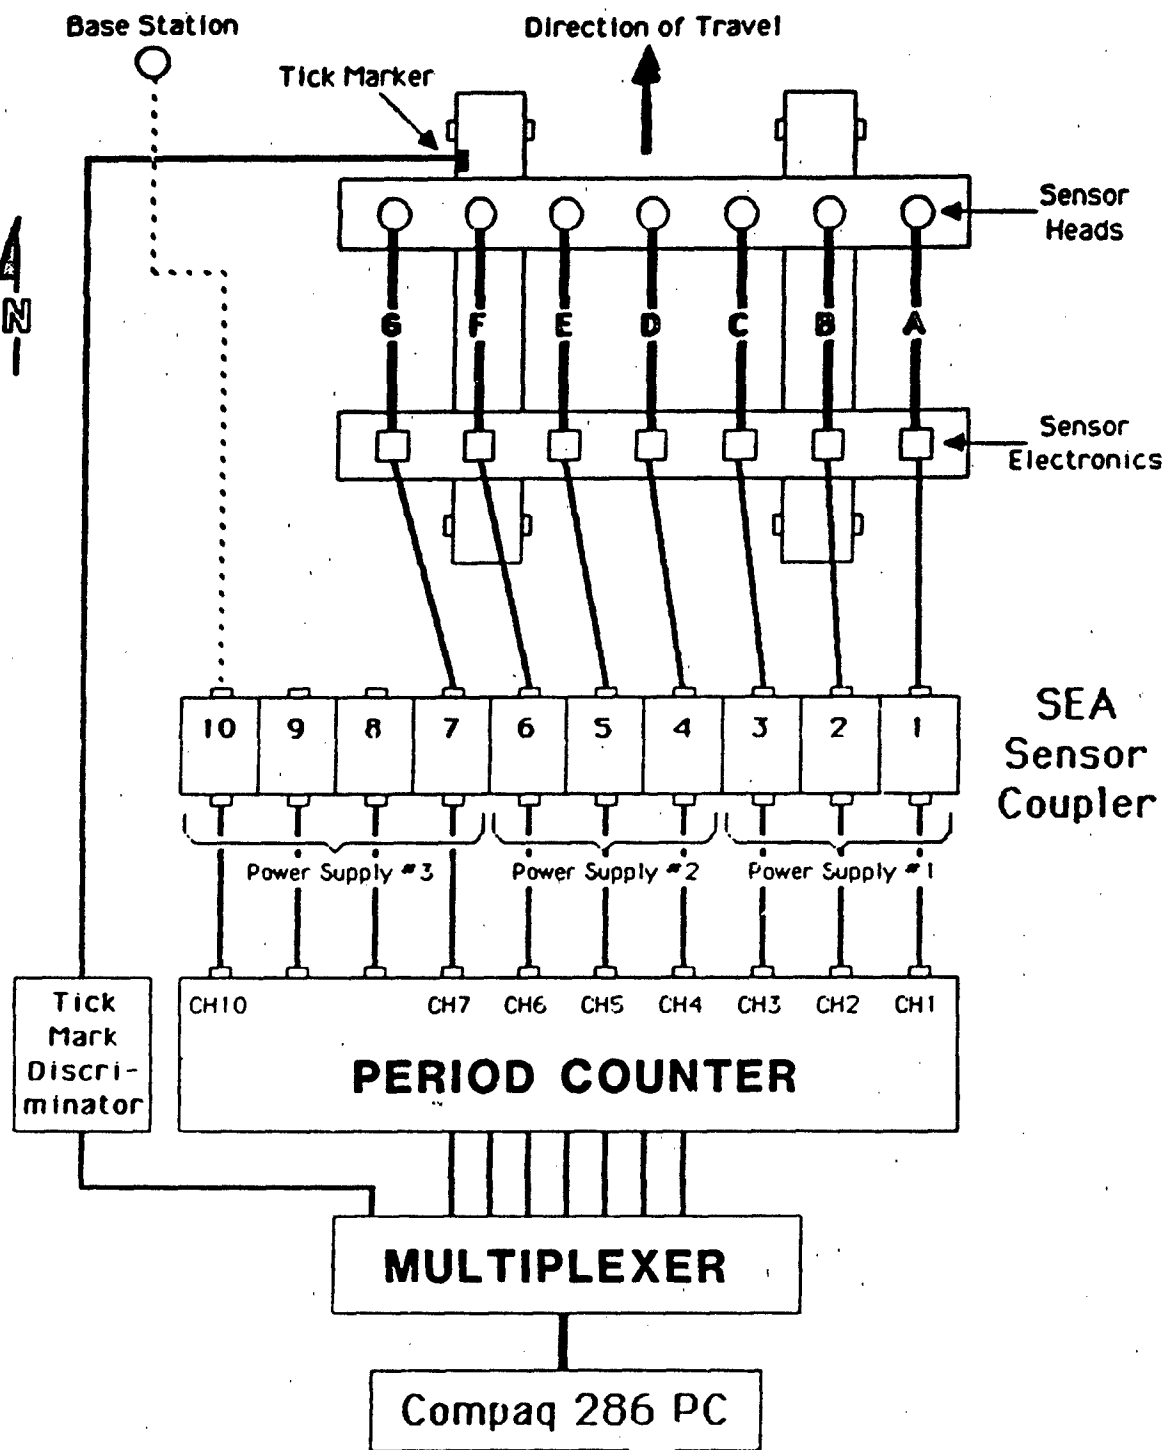 Base Station
Direction of Travel
Tick Marker
Sensor
Heads
N
G F E D C B A
Sensor
Electronics
10 9 8 7 6 5 4 3 2 1
SEA
Sensor
Coupler
Power Supply #3 Power Supply #2 Power Supply #1
CH10 CH7 CH6 CH5 CH4 CH3 CH2 CH1
Tick
Mark
Discri-
minator
PERIOD COUNTER
MULTIPLEXER
Compaq 286 PC